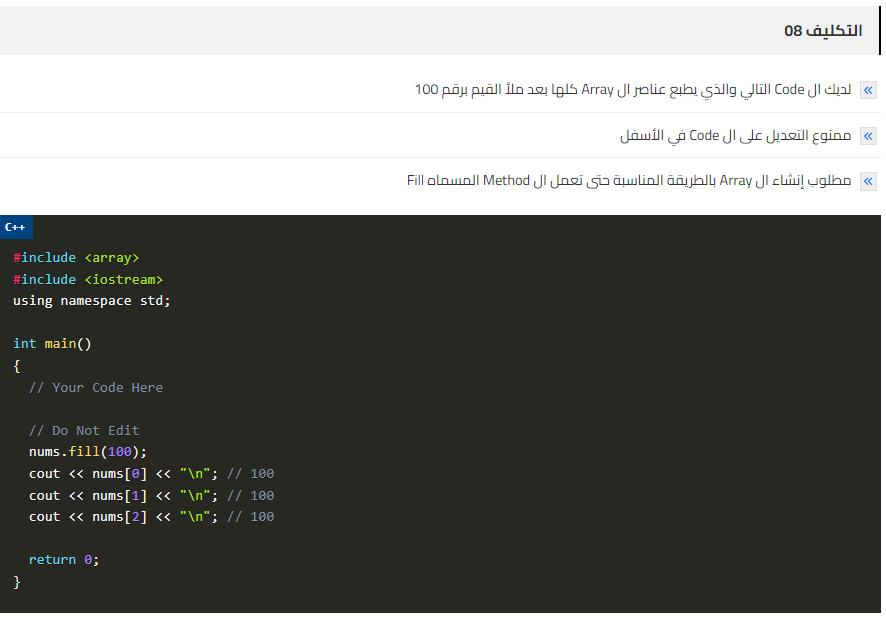 التكليف 08
» لديك ال Code التالي والذي يطبع عناصر ال Array كلها بعد ملأ القيم برقم 100
» ممنوع التعديل على ال Code في الأسفل
» مطلوب إنشاء ال Array بالطريقة المناسبة حتى تعمل ال Method المسماه Fill
C++
#include <array>
#include <iostream>
using namespace std;
int main()
{
  // Your Code Here
  // Do Not Edit
  nums.fill(100);
  cout << nums[0] << "\n"; // 100
  cout << nums[1] << "\n"; // 100
  cout << nums[2] << "\n"; // 100
  return 0;
}